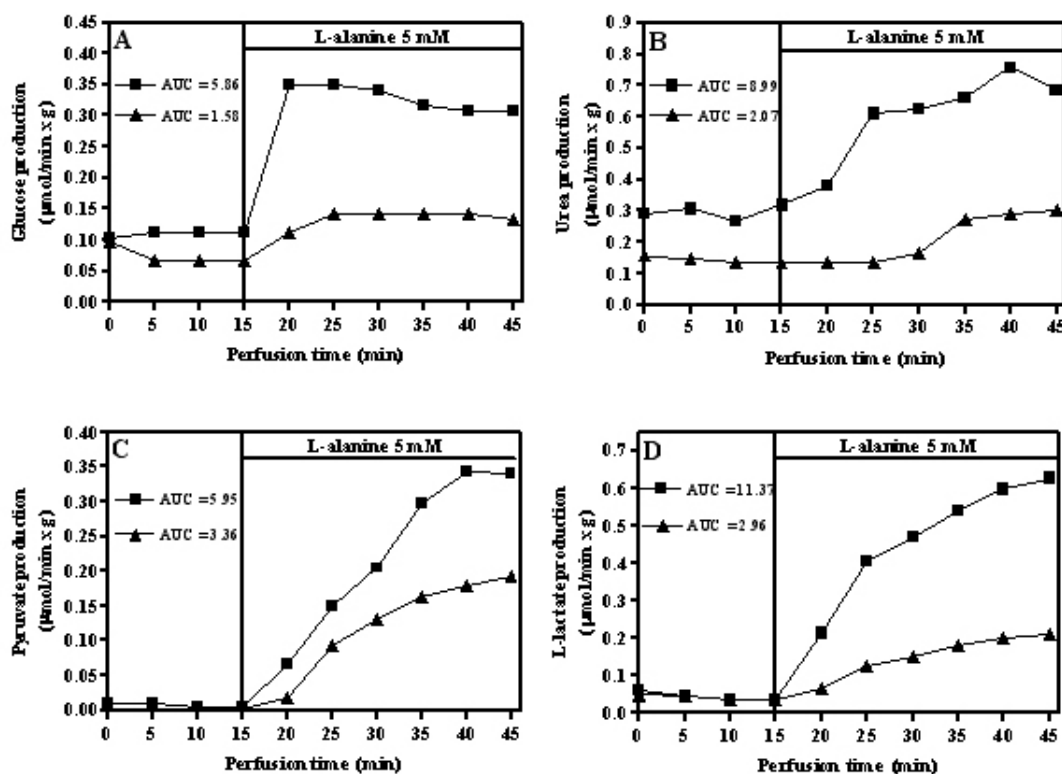 A
L-alanine 5 mM
AUC = 5.86
AUC = 1.58
Glucose production
(µmol/min x g)
0.45
0.40
0.35
0.30
0.25
0.20
0.15
0.10
0.05
0.00
0 5 10 15 20 25 30 35 40 45
Perfusion time (min)
B
L-alanine 5 mM
AUC = 8.99
AUC = 2.07
Urea production
(µmol/min x g)
0.9
0.8
0.7
0.6
0.5
0.4
0.3
0.2
0.1
0.0
0 5 10 15 20 25 30 35 40 45
Perfusion time (min)
C
L-alanine 5 mM
AUC = 5.95
AUC = 3.36
Pyruvate production
(µmol/min x g)
0.40
0.35
0.30
0.25
0.20
0.15
0.10
0.05
0.00
0 5 10 15 20 25 30 35 40 45
Perfusion time (min)
D
L-alanine 5 mM
AUC = 11.37
AUC = 2.96
L-lactate production
(µmol/min x g)
0.7
0.6
0.5
0.4
0.3
0.2
0.1
0.0
0 5 10 15 20 25 30 35 40 45
Perfusion time (min)